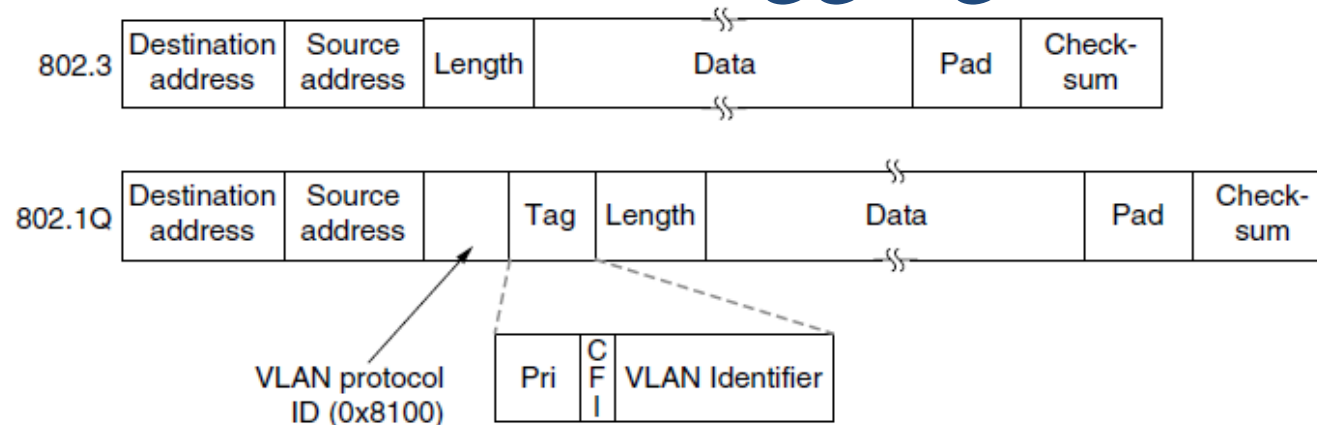 802.3
Destination
address
Source
address
Length
Data
Pad
Check-
sum
802.1Q
Destination
address
Source
address
Tag
Length
Data
Pad
Check-
sum
VLAN protocol
ID (0x8100)
Pri
C
F
I
VLAN Identifier